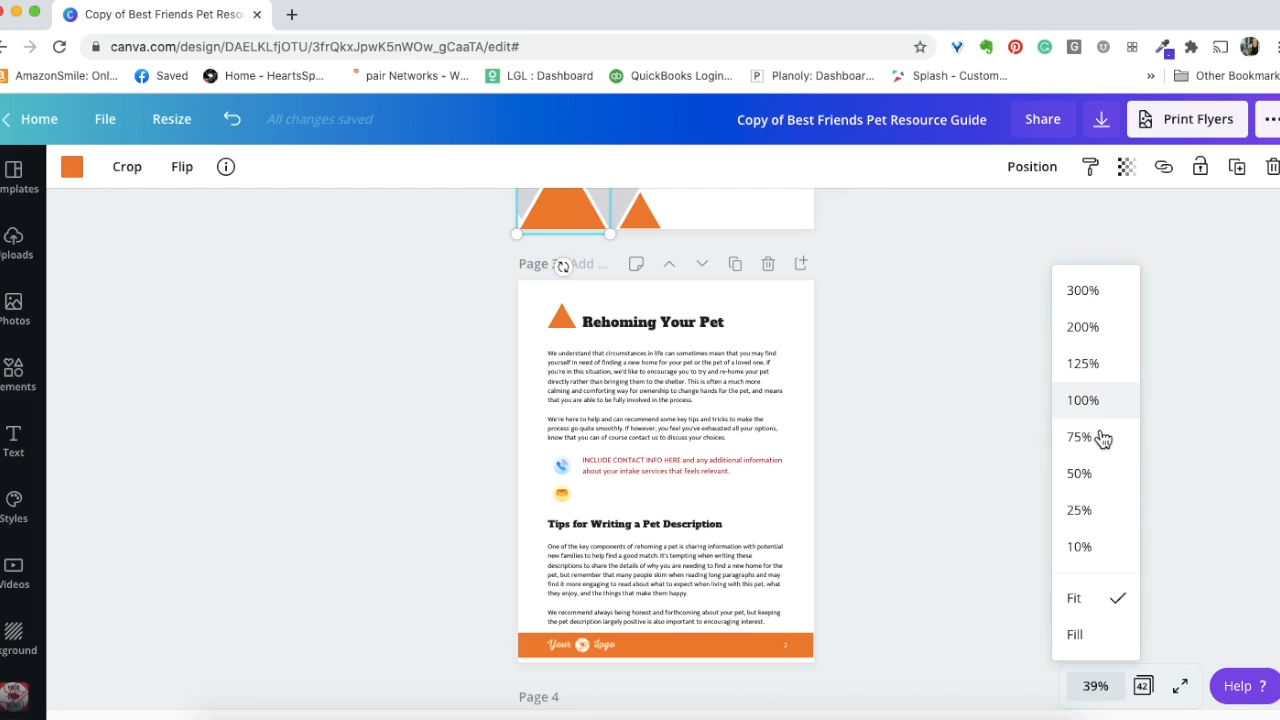 Copy of Best Friends Pet Reso
canva.com/design/DAELKLfjOTU/3frQkxJpwK5nWOw_gCaaTA/edit#
AmazonSmile: Onl...
Saved
Home - HeartsSp...
pair Networks - W...
LGL : Dashboard
QuickBooks Login...
Planoly: Dashboar...
Splash - Custom...
»
Other Bookmark
Home
File
Resize
All changes saved
Copy of Best Friends Pet Resource Guide
Share
Print Flyers
Crop
Flip
Position
mplates
ploads
Photos
ements
Text
Styles
Videos
kground
Page 3
Add ...
Rehoming Your Pet
We understand that circumstances in life can sometimes mean that you may find
yourself in need of finding a new home for your pet or the pet of a loved one. If
you're in this situation, we'd like to encourage you to try and re-home your pet
directly rather than bringing them to the shelter. This is often a much more
calming and comforting way for ownership to change hands for the pet, and means
that you are able to be fully involved in the process.
We're here to help and can recommend some key tips and tricks to make the
process go quite smoothly. If however, you feel you've exhausted all your options,
know that you can of course contact us to discuss your choices.
INCLUDE CONTACT INFO HERE and any additional information
about your intake services that feels relevant.
Tips for Writing a Pet Description
One of the key components of rehoming a pet is sharing information with potential
new families to help find a good match. It's tempting when writing these
descriptions to share the details of why you are needing to find a new home for the
pet, but remember that many people skim when reading long paragraphs and may
find it more engaging to read about what to expect when living with this pet, what
they enjoy, and the things that make them happy.
We recommend always being honest and forthcoming about your pet, but keeping
the pet description largely positive is also important to encouraging interest.
Your Logo
2
Page 4
300%
200%
125%
100%
75%
50%
25%
10%
Fit
Fill
39%
42
Help ?